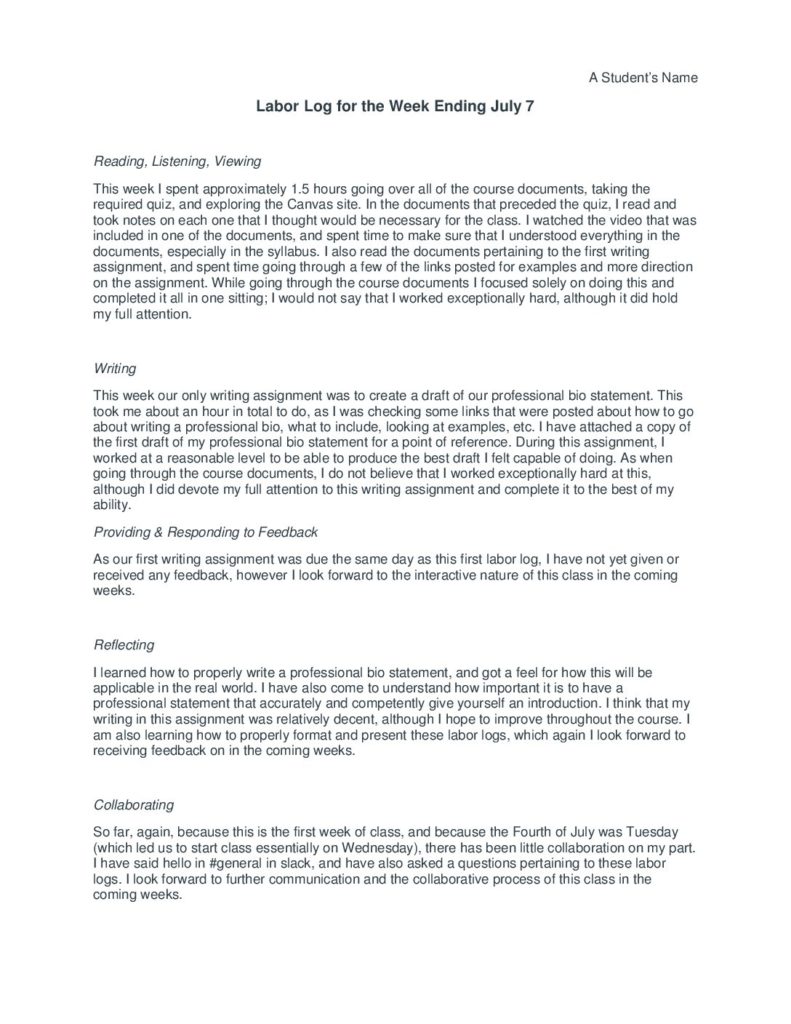 A Student's Name
Labor Log for the Week Ending July 7
Reading, Listening, Viewing
This week I spent approximately 1.5 hours going over all of the course documents, taking the
required quiz, and exploring the Canvas site. In the documents that preceded the quiz, I read and
took notes on each one that I thought would be necessary for the class. I watched the video that was
included in one of the documents, and spent time to make sure that I understood everything in the
documents, especially in the syllabus. I also read the documents pertaining to the first writing
assignment, and spent time going through a few of the links posted for examples and more direction
on the assignment. While going through the course documents I focused solely on doing this and
completed it all in one sitting; I would not say that I worked exceptionally hard, although it did hold
my full attention.
Writing
This week our only writing assignment was to create a draft of our professional bio statement. This
took me about an hour in total to do, as I was checking some links that were posted about how to go
about writing a professional bio, what to include, looking at examples, etc. I have attached a copy of
the first draft of my professional bio statement for a point of reference. During this assignment, I
worked at a reasonable level to be able to produce the best draft I felt capable of doing. As when
going through the course documents, I do not believe that I worked exceptionally hard at this,
although I did devote my full attention to this writing assignment and complete it to the best of my
ability.
Providing & Responding to Feedback
As our first writing assignment was due the same day as this first labor log, I have not yet given or
received any feedback, however I look forward to the interactive nature of this class in the coming
weeks.
Reflecting
I learned how to properly write a professional bio statement, and got a feel for how this will be
applicable in the real world. I have also come to understand how important it is to have a
professional statement that accurately and competently give yourself an introduction. I think that my
writing in this assignment was relatively decent, although I hope to improve throughout the course. I
am also learning how to properly format and present these labor logs, which again I look forward to
receiving feedback on in the coming weeks.
Collaborating
So far, again, because this is the first week of class, and because the Fourth of July was Tuesday
(which led us to start class essentially on Wednesday), there has been little collaboration on my part.
I have said hello in #general in slack, and have also asked a questions pertaining to these labor
logs. I look forward to further communication and the collaborative process of this class in the
coming weeks.